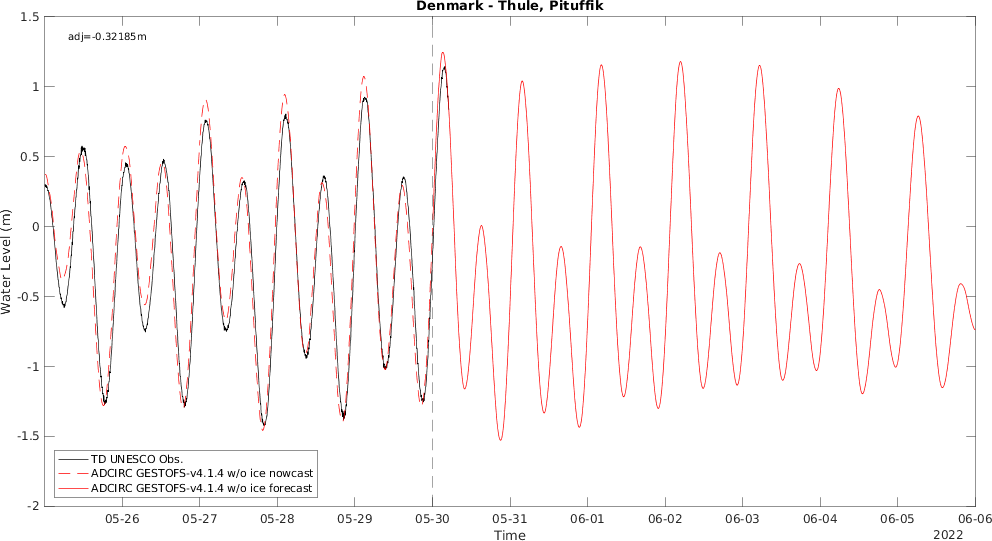 Denmark - Thule, Pituffik
adj=-0.32185m
1.5
1
0.5
0
-0.5
-1
-1.5
-2
Water Level (m)
TD UNESCO Obs.
ADCIRC GESTOFS-v4.1.4 w/o ice nowcast
ADCIRC GESTOFS-v4.1.4 w/o ice forecast
05-26 05-27 05-28 05-29 05-30 05-31 06-01 06-02 06-03 06-04 06-05 06-06
Time
2022